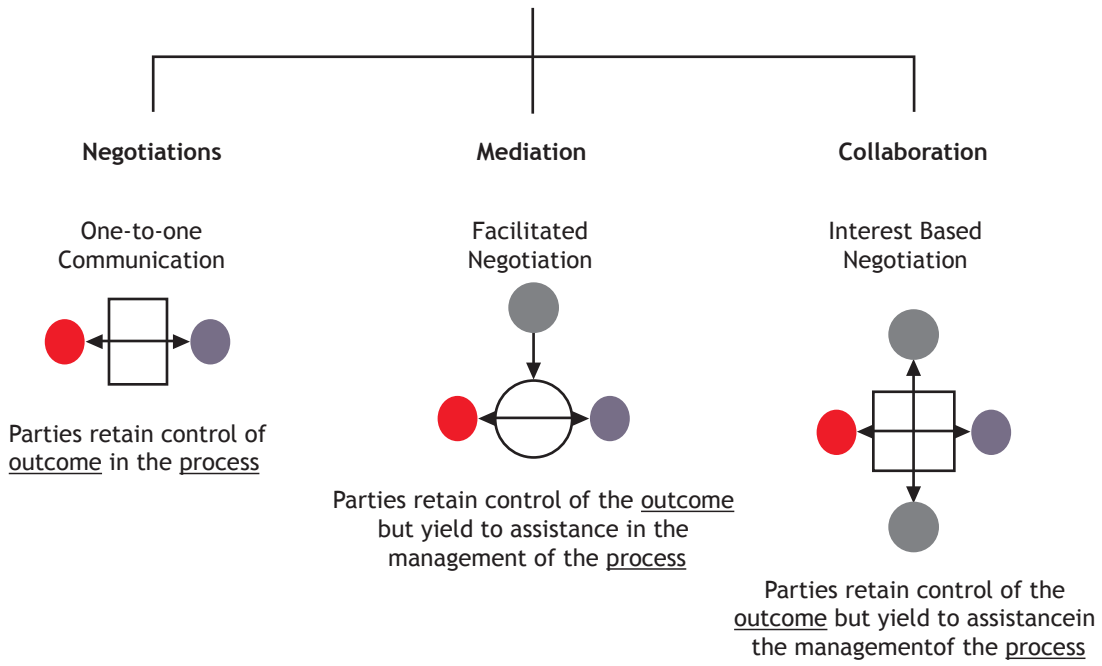 Negotiations
One-to-one
Communication
Parties retain control of
outcome in the process
Mediation
Facilitated
Negotiation
Parties retain control of the outcome
but yield to assistance in the
management of the process
Collaboration
Interest Based
Negotiation
Parties retain control of the
outcome but yield to assistancein
the managementof the process